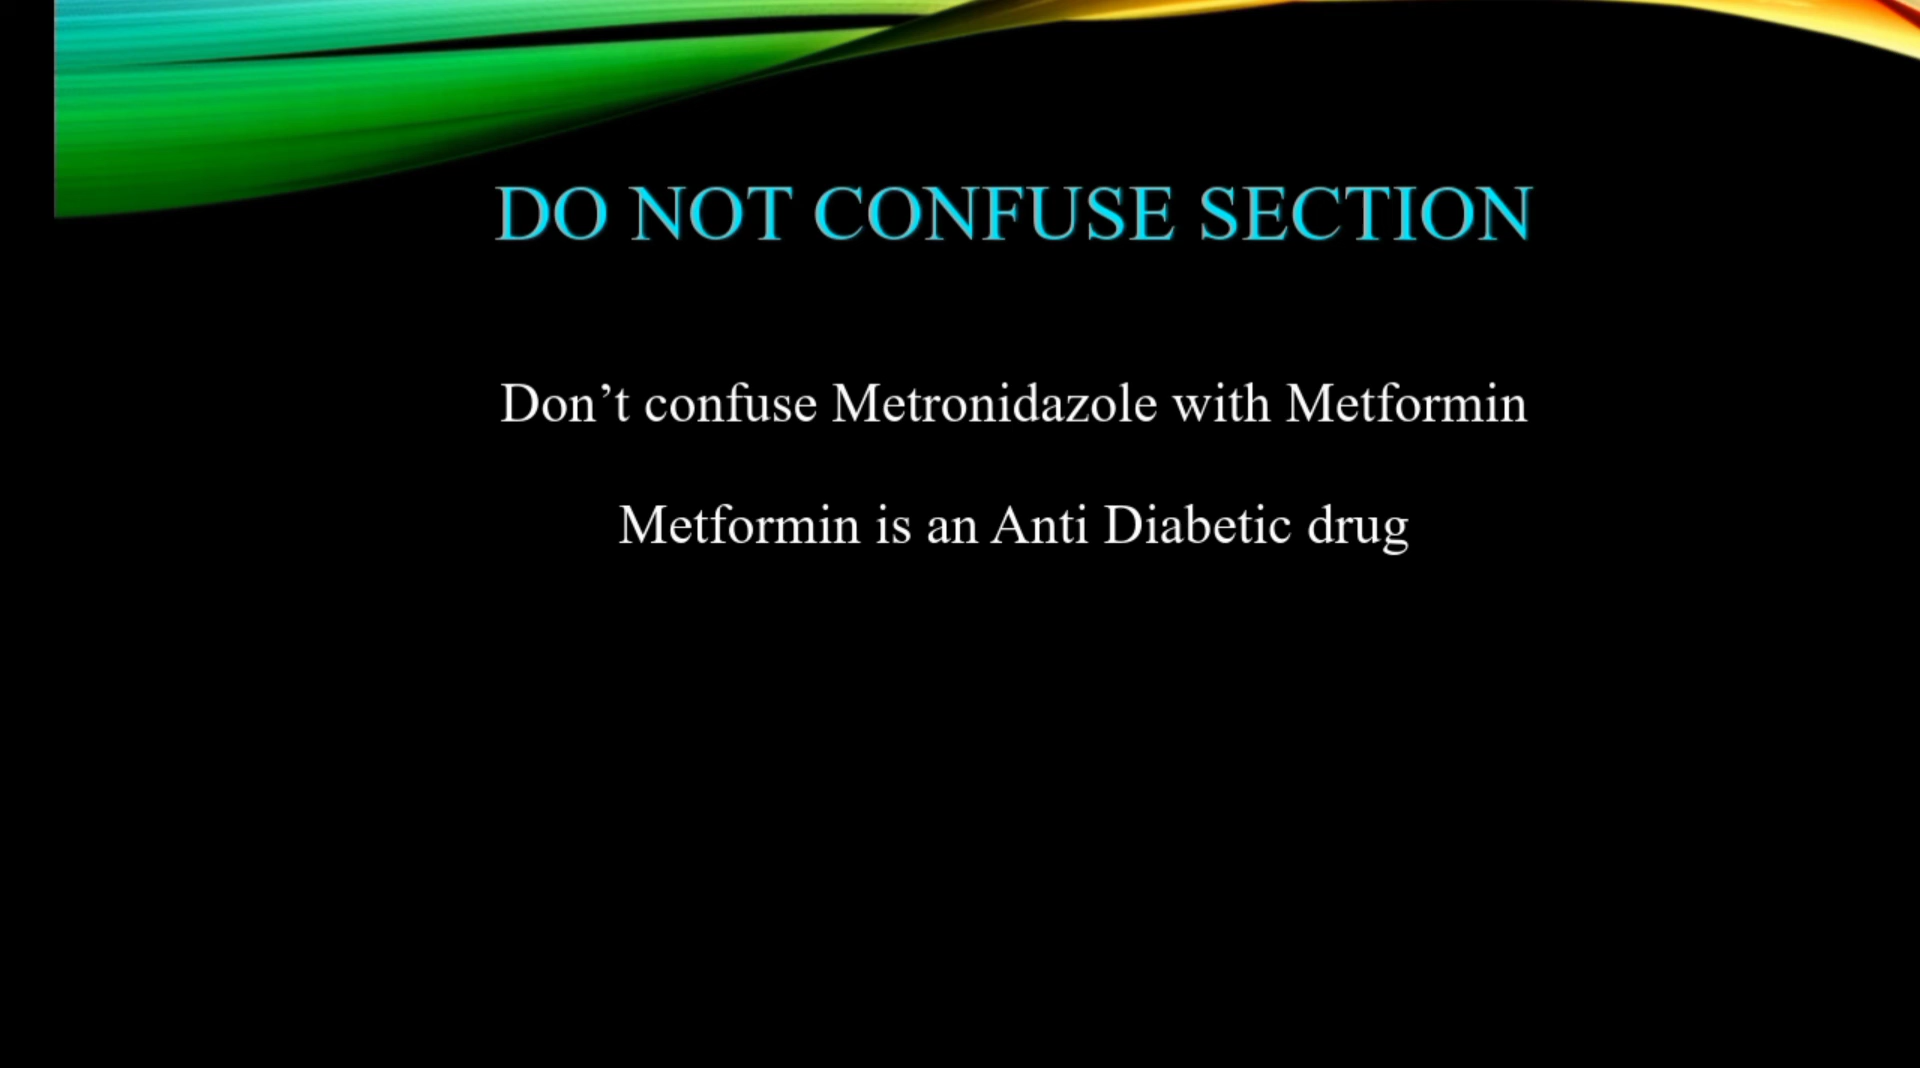 DO NOT CONFUSE SECTION
Don’t confuse Metronidazole with Metformin
Metformin is an Anti Diabetic drug